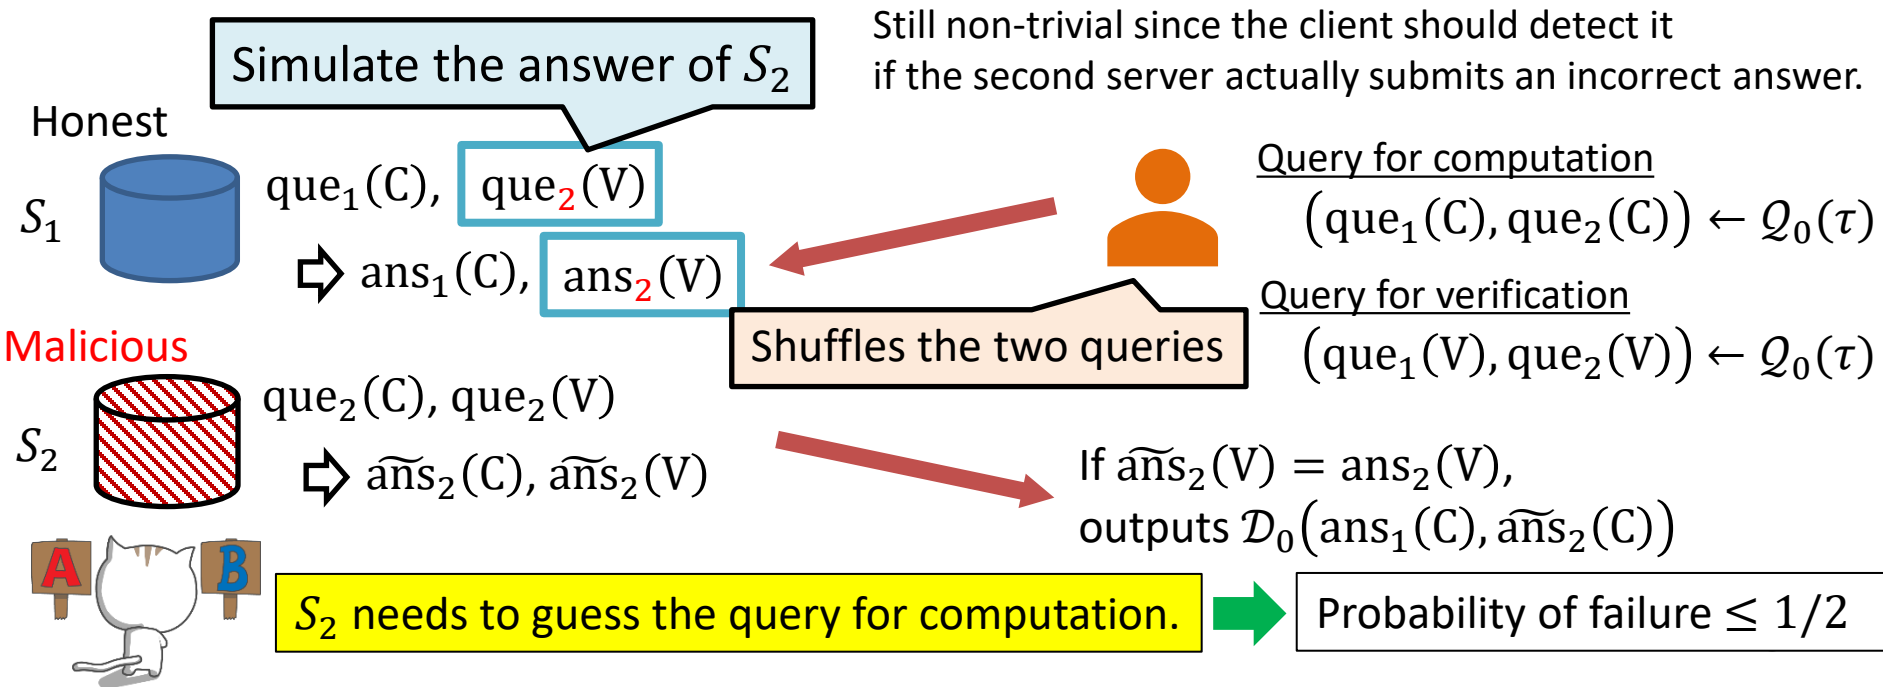 Simulate the answer of 𝑆₂
Still non-trivial since the client should detect it
if the second server actually submits an incorrect answer.
Honest
𝑆₁
que₁(C), que₂(V)
ans₁(C), ans₂(V)
Shuffles the two queries
Query for computation
(que₁(C), que₂(C)) ← 𝒬₀(𝜏)
Query for verification
(que₁(V), que₂(V)) ← 𝒬₀(𝜏)
Malicious
𝑆₂
que₂(C), que₂(V)
ãns₂(C), ãns₂(V)
If ãns₂(V) = ans₂(V),
outputs 𝒟₀(ans₁(C), ãns₂(C))
A
B
𝑆₂ needs to guess the query for computation.
Probability of failure ≤ 1/2